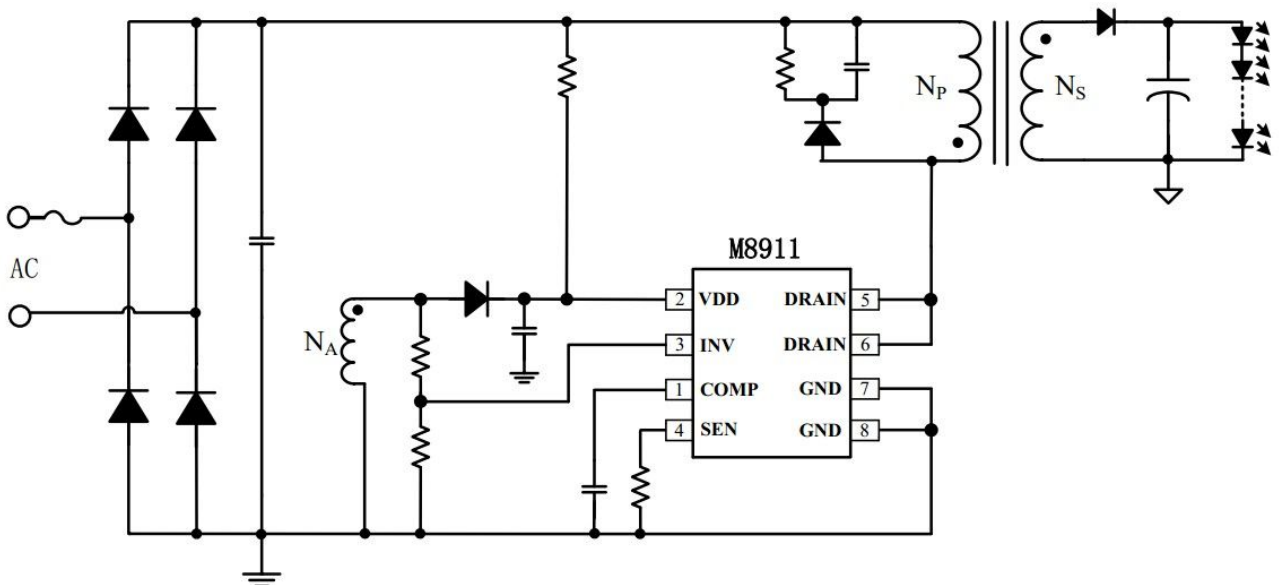 N_P
N_S
AC
M8911
2 VDD DRAIN 5
3 INV DRAIN 6
1 COMP GND 7
4 SEN GND 8
N_A